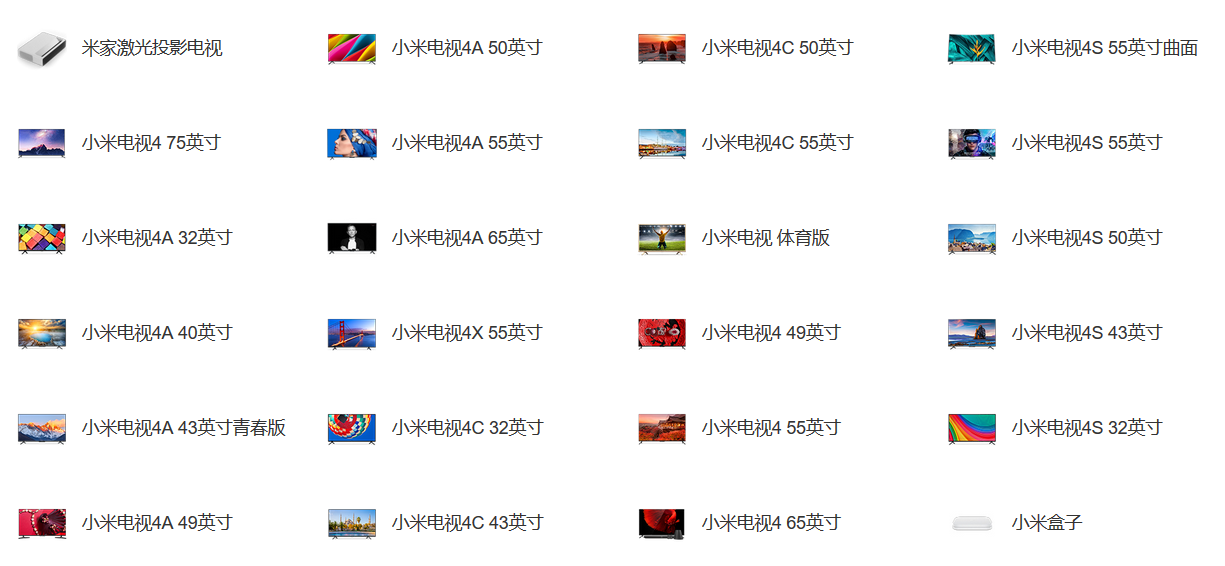 米家激光投影电视
小米电视4A 50英寸
小米电视4C 50英寸
小米电视4S 55英寸曲面
小米电视4 75英寸
小米电视4A 55英寸
小米电视4C 55英寸
小米电视4S 55英寸
小米电视4A 32英寸
小米电视4A 65英寸
小米电视 体育版
小米电视4S 50英寸
小米电视4A 40英寸
小米电视4X 55英寸
小米电视4 49英寸
小米电视4S 43英寸
小米电视4A 43英寸青春版
小米电视4C 32英寸
小米电视4 55英寸
小米电视4S 32英寸
小米电视4A 49英寸
小米电视4C 43英寸
小米电视4 65英寸
小米盒子